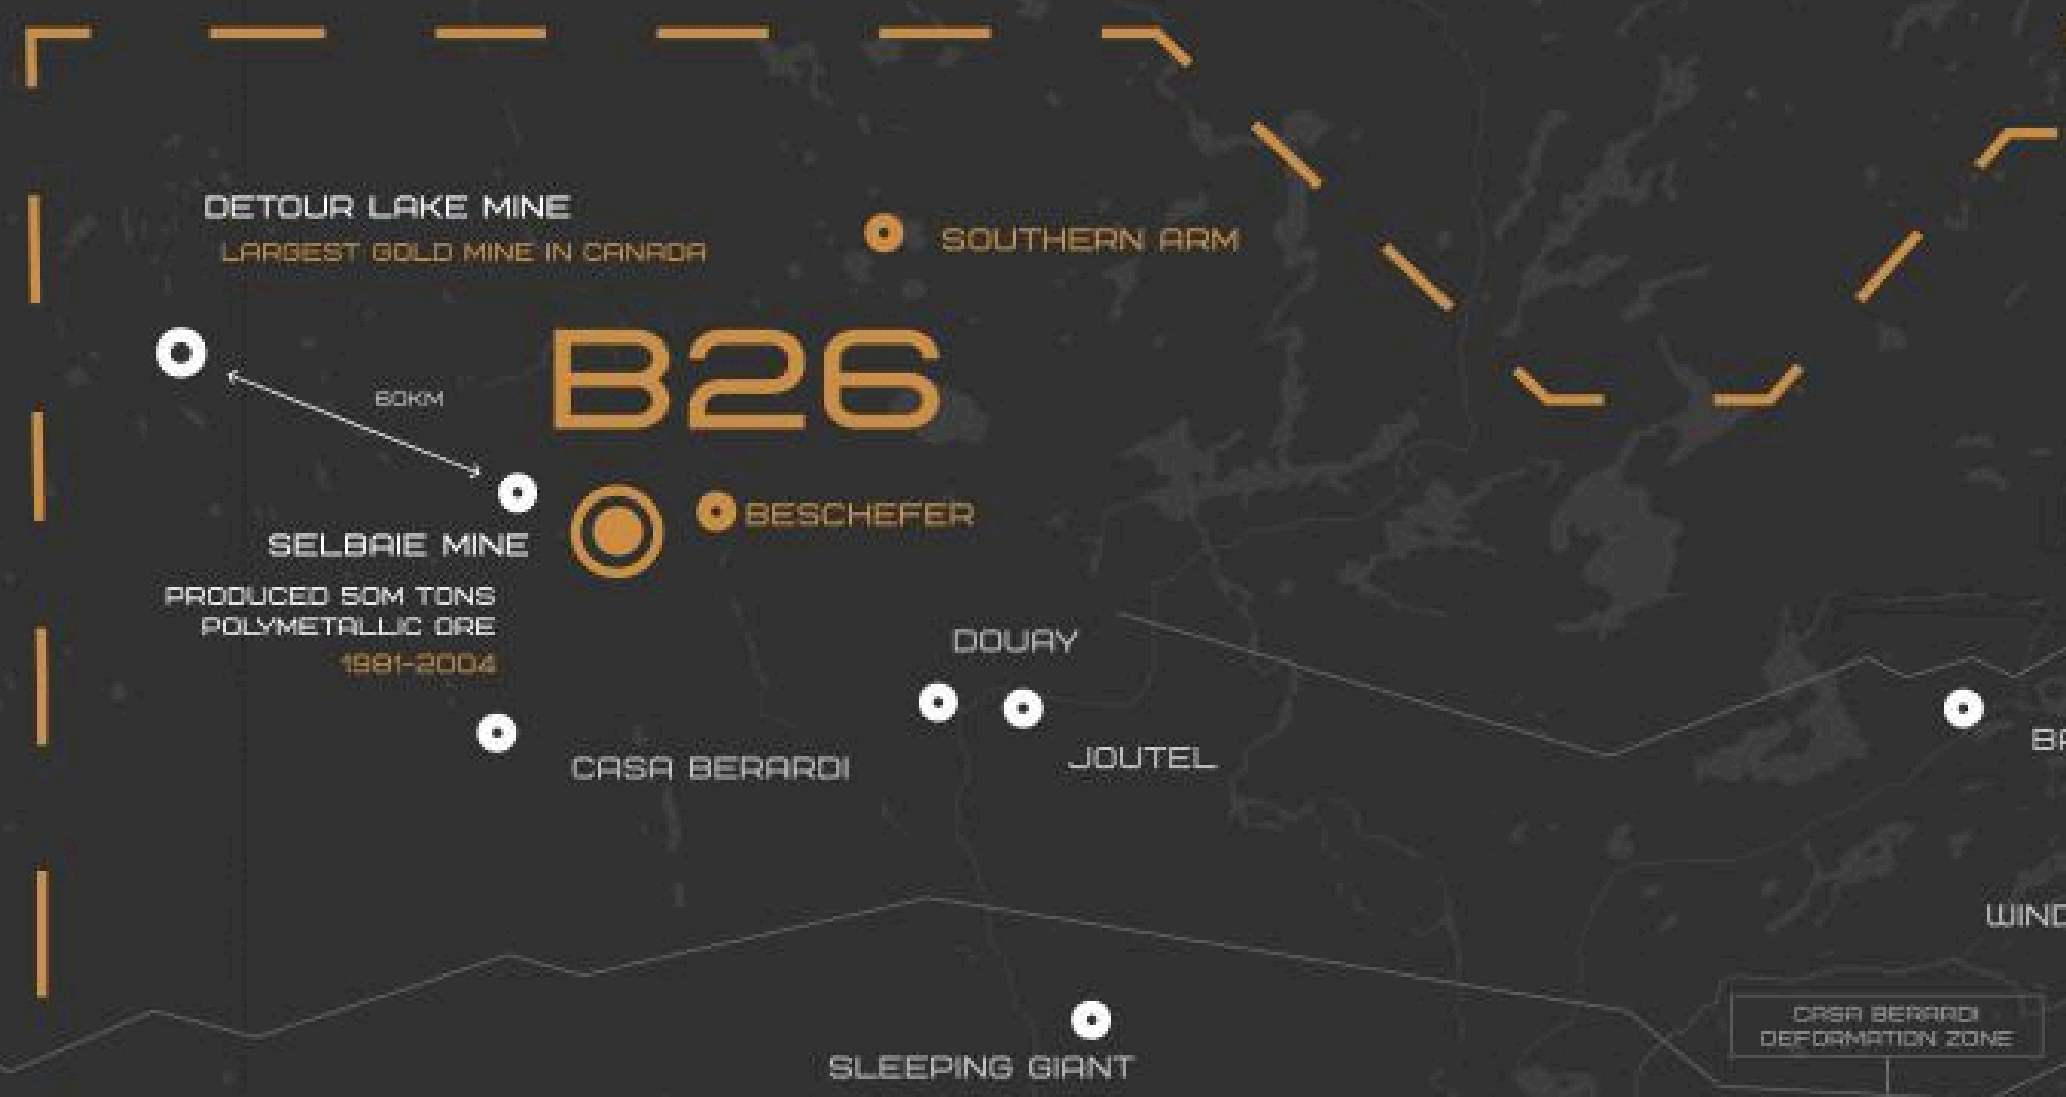 DETOUR LAKE MINE
LARGEST GOLD MINE IN CANADA
SOUTHERN ARM
B26
60KM
BESCHEFER
SELBAIE MINE
PRODUCED 50M TONS
POLYMETALLIC ORE
1981-2004
DOUAY
JOUTEL
CASA BERARDI
SLEEPING GIANT
CASA BERARDI
DEFORMATION ZONE